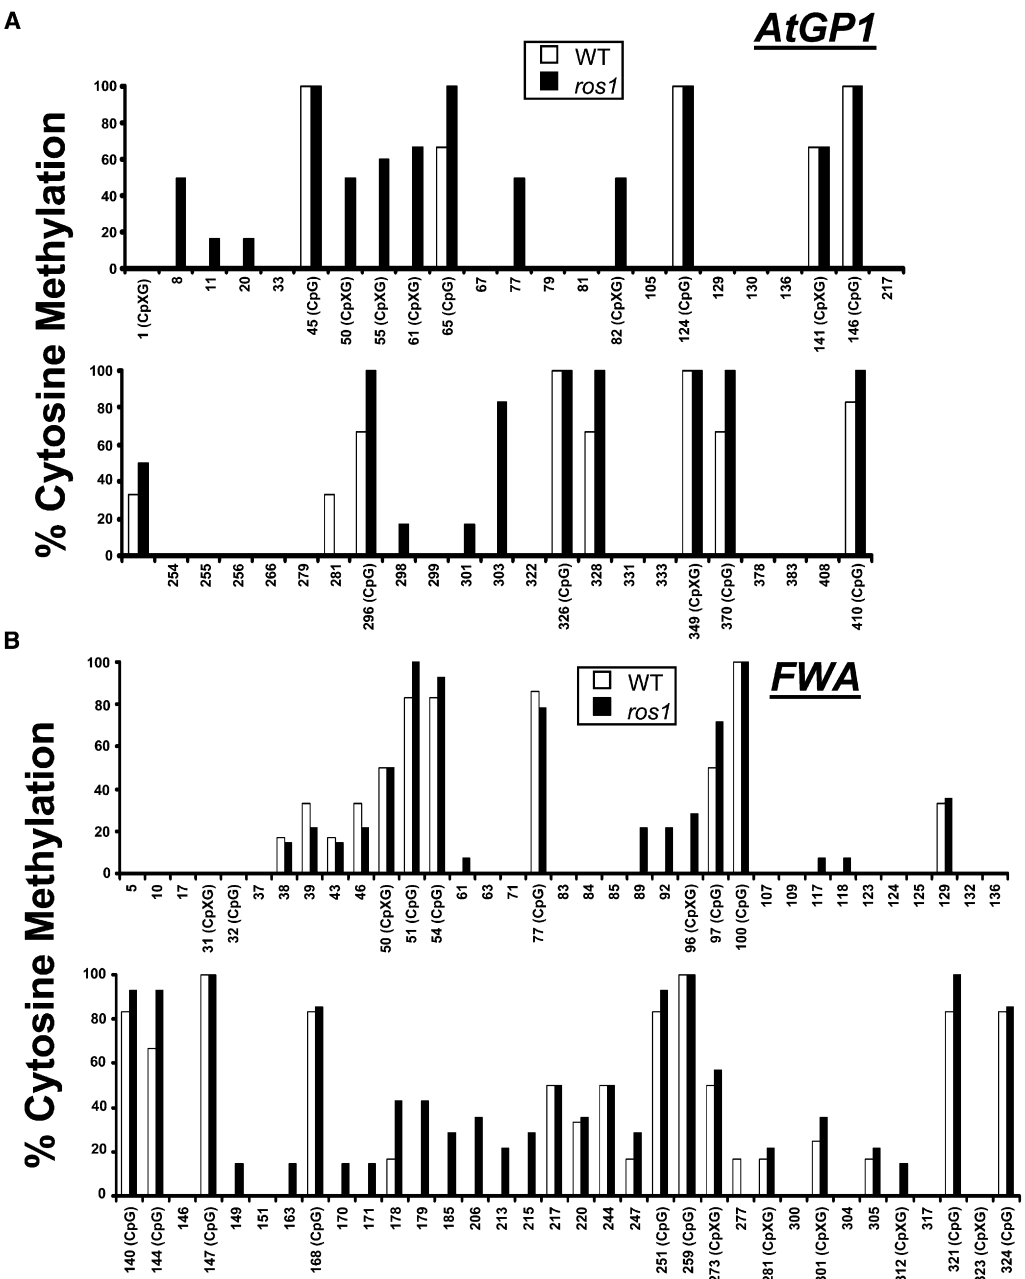 A
AtGP1
WT
ros1
% Cytosine Methylation
100
80
60
40
20
0
1 (CpXG) 8 11 20 33 45 (CpG) 50 (CpXG) 55 (CpXG) 61 (CpXG) 65 (CpG) 67 77 79 81 82 (CpXG) 105 124 (CpG) 129 130 136 141 (CpXG) 146 (CpG) 217
100
80
60
40
20
0
254 255 256 266 279 281 296 (CpG) 298 299 301 303 322 326 (CpG) 328 331 333 349 (CpXG) 370 (CpG) 378 383 408 410 (CpG)
B
FWA
WT
ros1
% Cytosine Methylation
100
80
60
40
20
0
5 10 17 31 (CpXG) 32 (CpG) 37 38 39 43 46 50 (CpXG) 51 (CpG) 54 (CpG) 61 63 71 77 (CpG) 83 84 85 89 92 96 (CpXG) 97 (CpG) 100 (CpG) 107 109 117 118 123 124 125 129 132 136
100
80
60
40
20
0
140 (CpG) 144 (CpG) 146 147 (CpG) 149 151 163 168 (CpG) 170 171 178 179 185 206 213 215 217 220 244 247 251 (CpG) 259 (CpG) 273 (CpXG) 277 281 (CpXG) 300 301 (CpXG) 304 305 312 (CpXG) 317 321 (CpG) 323 (CpXG) 324 (CpG)